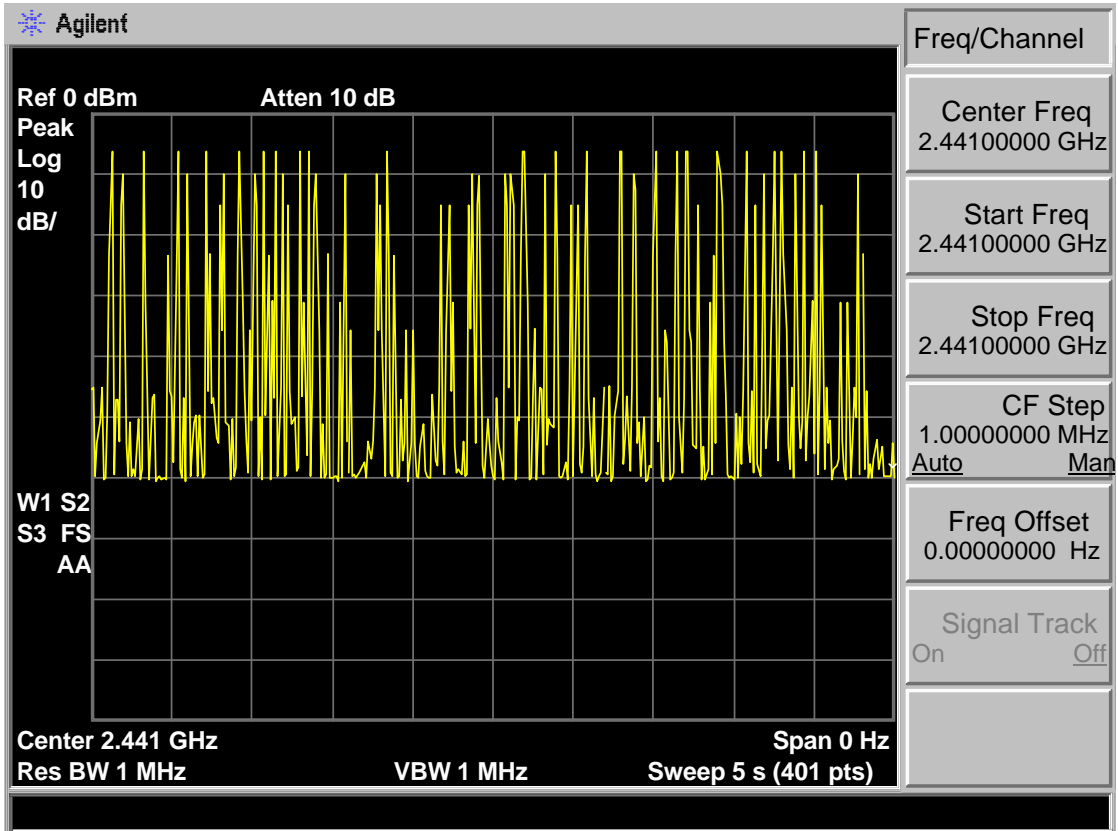 Agilent
Freq/Channel
Ref 0 dBm Atten 10 dB
Peak
Log
10
dB/
W1 S2
S3 FS
AA
Center 2.441 GHz Span 0 Hz
Res BW 1 MHz VBW 1 MHz Sweep 5 s (401 pts)
Center Freq
2.44100000 GHz
Start Freq
2.44100000 GHz
Stop Freq
2.44100000 GHz
CF Step
1.00000000 MHz
Auto Man
Freq Offset
0.00000000 Hz
Signal Track
On Off